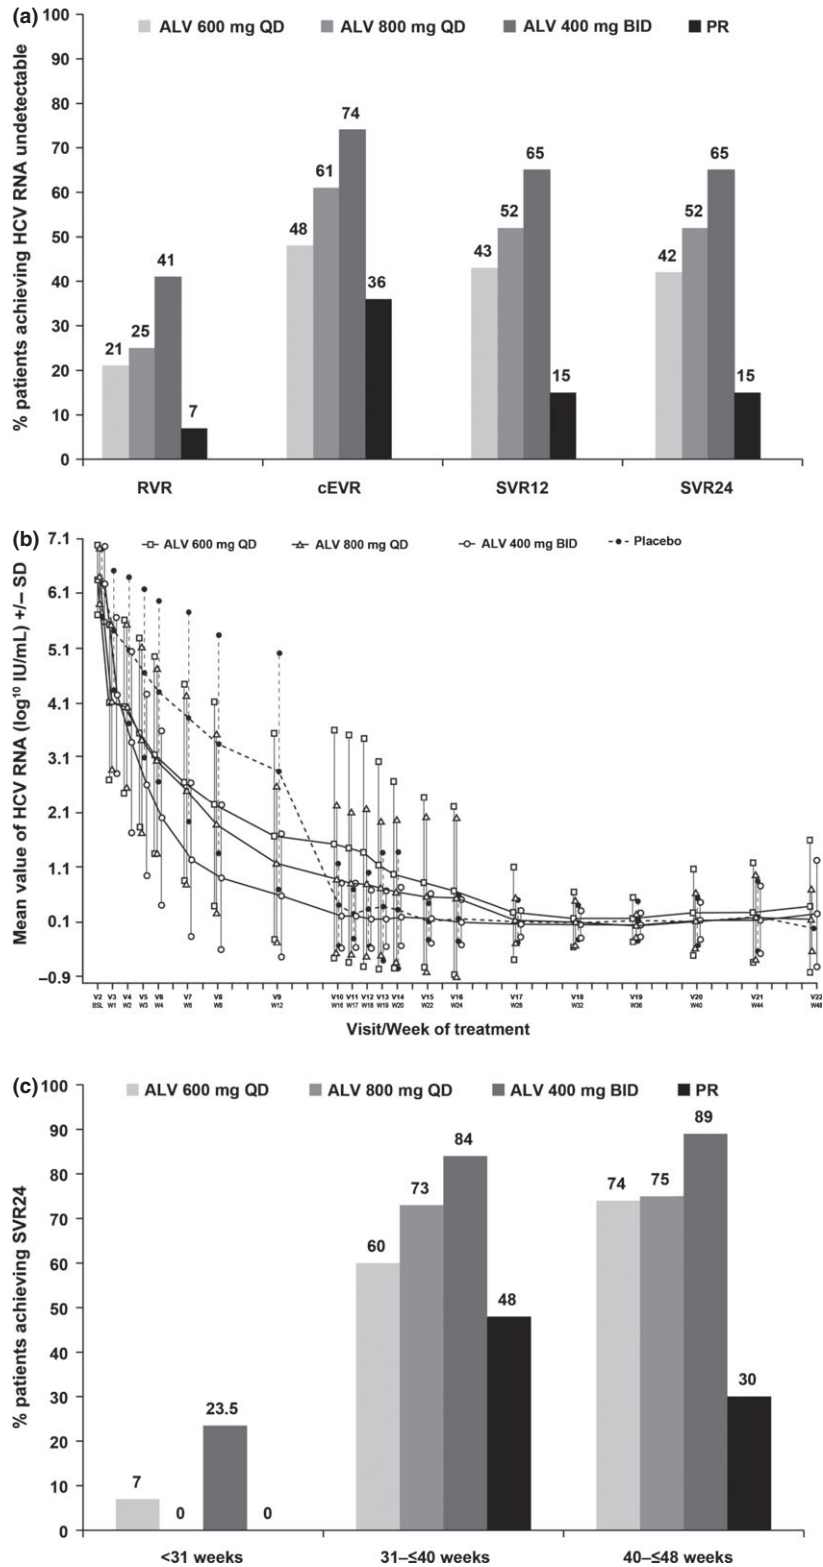 (a)
100
90
80
70
60
50
40
30
20
10
0
% patients achieving HCV RNA undetectable
ALV 600 mg QD ALV 800 mg QD ALV 400 mg BID PR
21 25 41 7
48 61 74 36
43 52 65 15
42 52 65 15
RVR cEVR SVR12 SVR24
(b)
7.1
6.1
5.1
4.1
3.1
2.1
1.1
0.1
–0.9
Mean value of HCV RNA (log¹⁰ IU/mL) +/– SD
ALV 600 mg QD ALV 800 mg QD ALV 400 mg BID Placebo
V2 V3 V4 V5 V6 V7 V8 V9 V10 V11 V12 V13 V14 V15 V16 V17 V18 V19 V20 V21 V22
BSL W1 W2 W3 W4 W6 W8 W12 W16 W17 W18 W19 W20 W22 W24 W28 W32 W36 W40 W44 W48
Visit/Week of treatment
(c)
100
90
80
70
60
50
40
30
20
10
0
% patients achieving SVR24
ALV 600 mg QD ALV 800 mg QD ALV 400 mg BID PR
7 0 23.5 0
60 73 84 48
74 75 89 30
<31 weeks 31–≤40 weeks 40–≤48 weeks